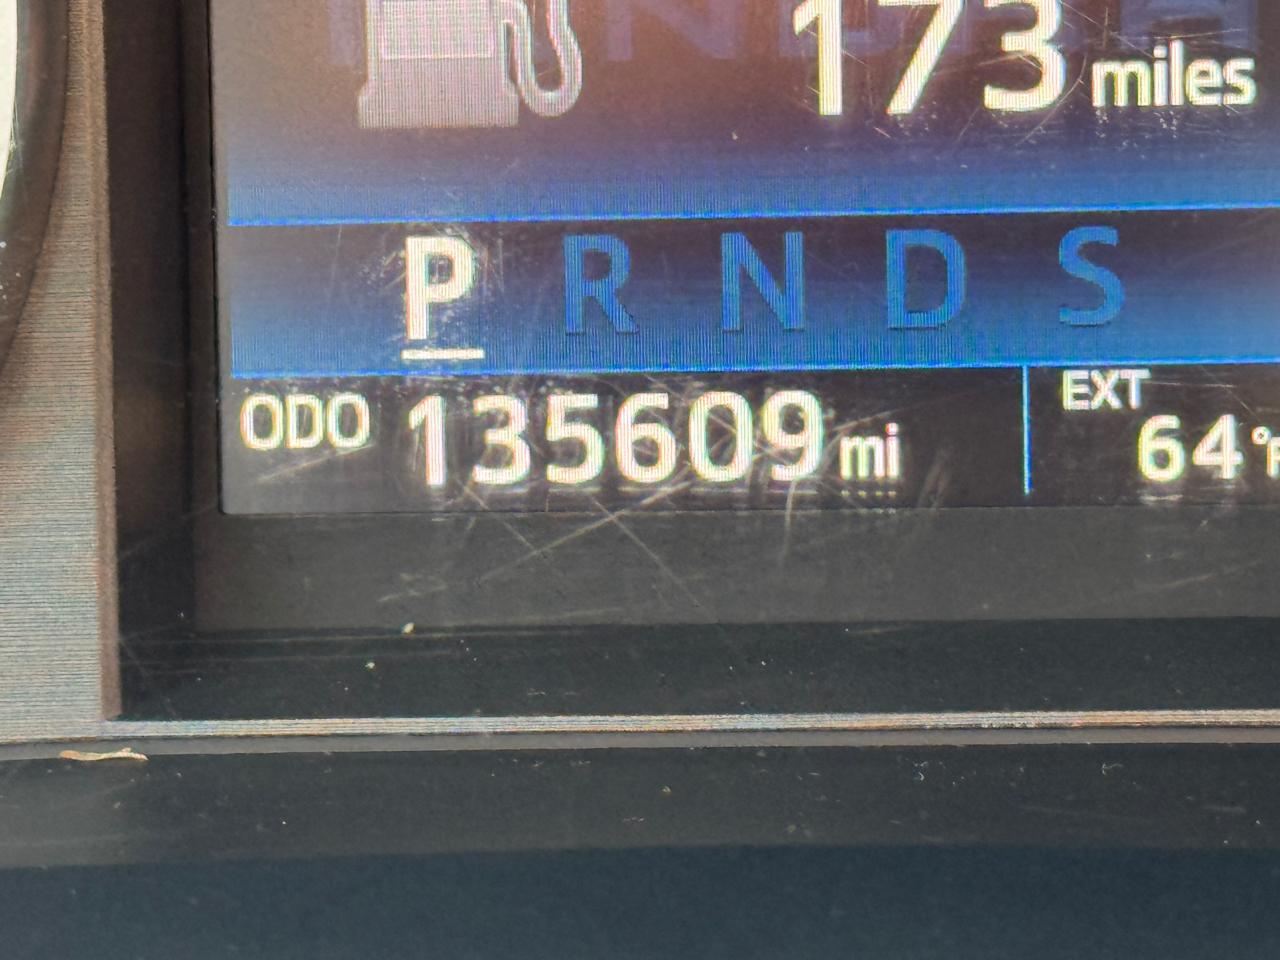 173 miles
P R N D S
ODO 135609 mi
EXT
64°F